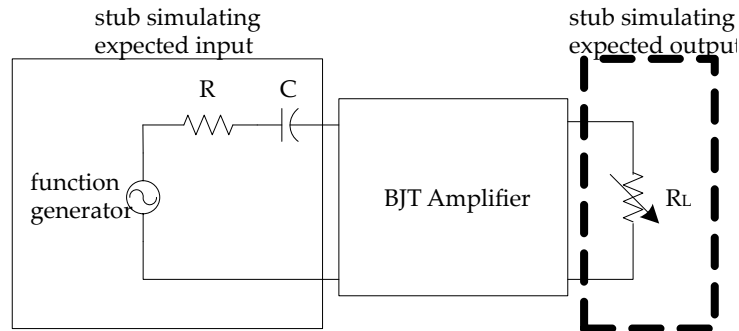 stub simulating
expected input
stub simulating
expected output
R
C
function
generator
BJT Amplifier
RL